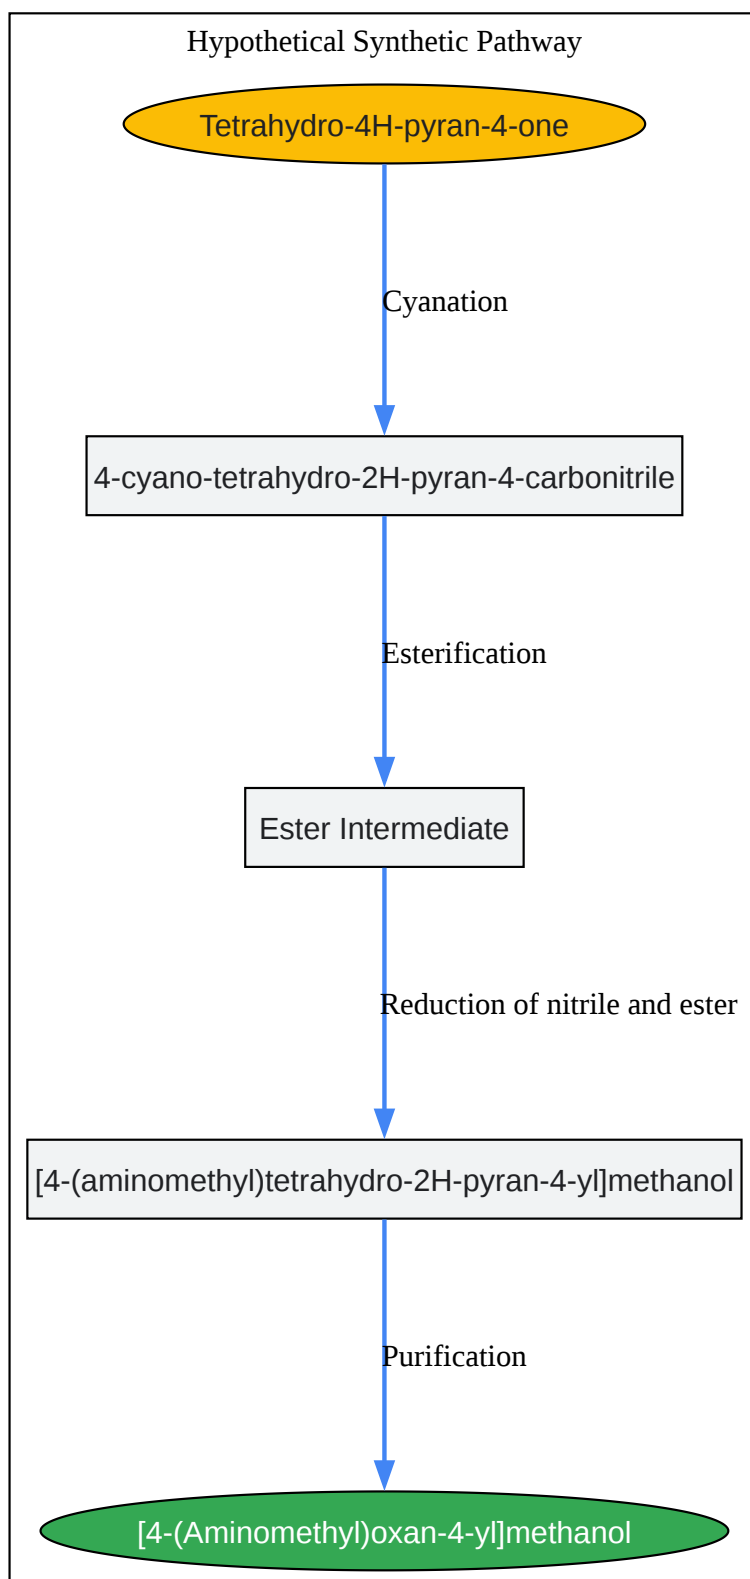 Hypothetical Synthetic Pathway
Tetrahydro-4H-pyran-4-one
Cyanation
4-cyano-tetrahydro-2H-pyran-4-carbonitrile
Esterification
Ester Intermediate
Reduction of nitrile and ester
[4-(aminomethyl)tetrahydro-2H-pyran-4-yl]methanol
Purification
[4-(Aminomethyl)oxan-4-yl]methanol